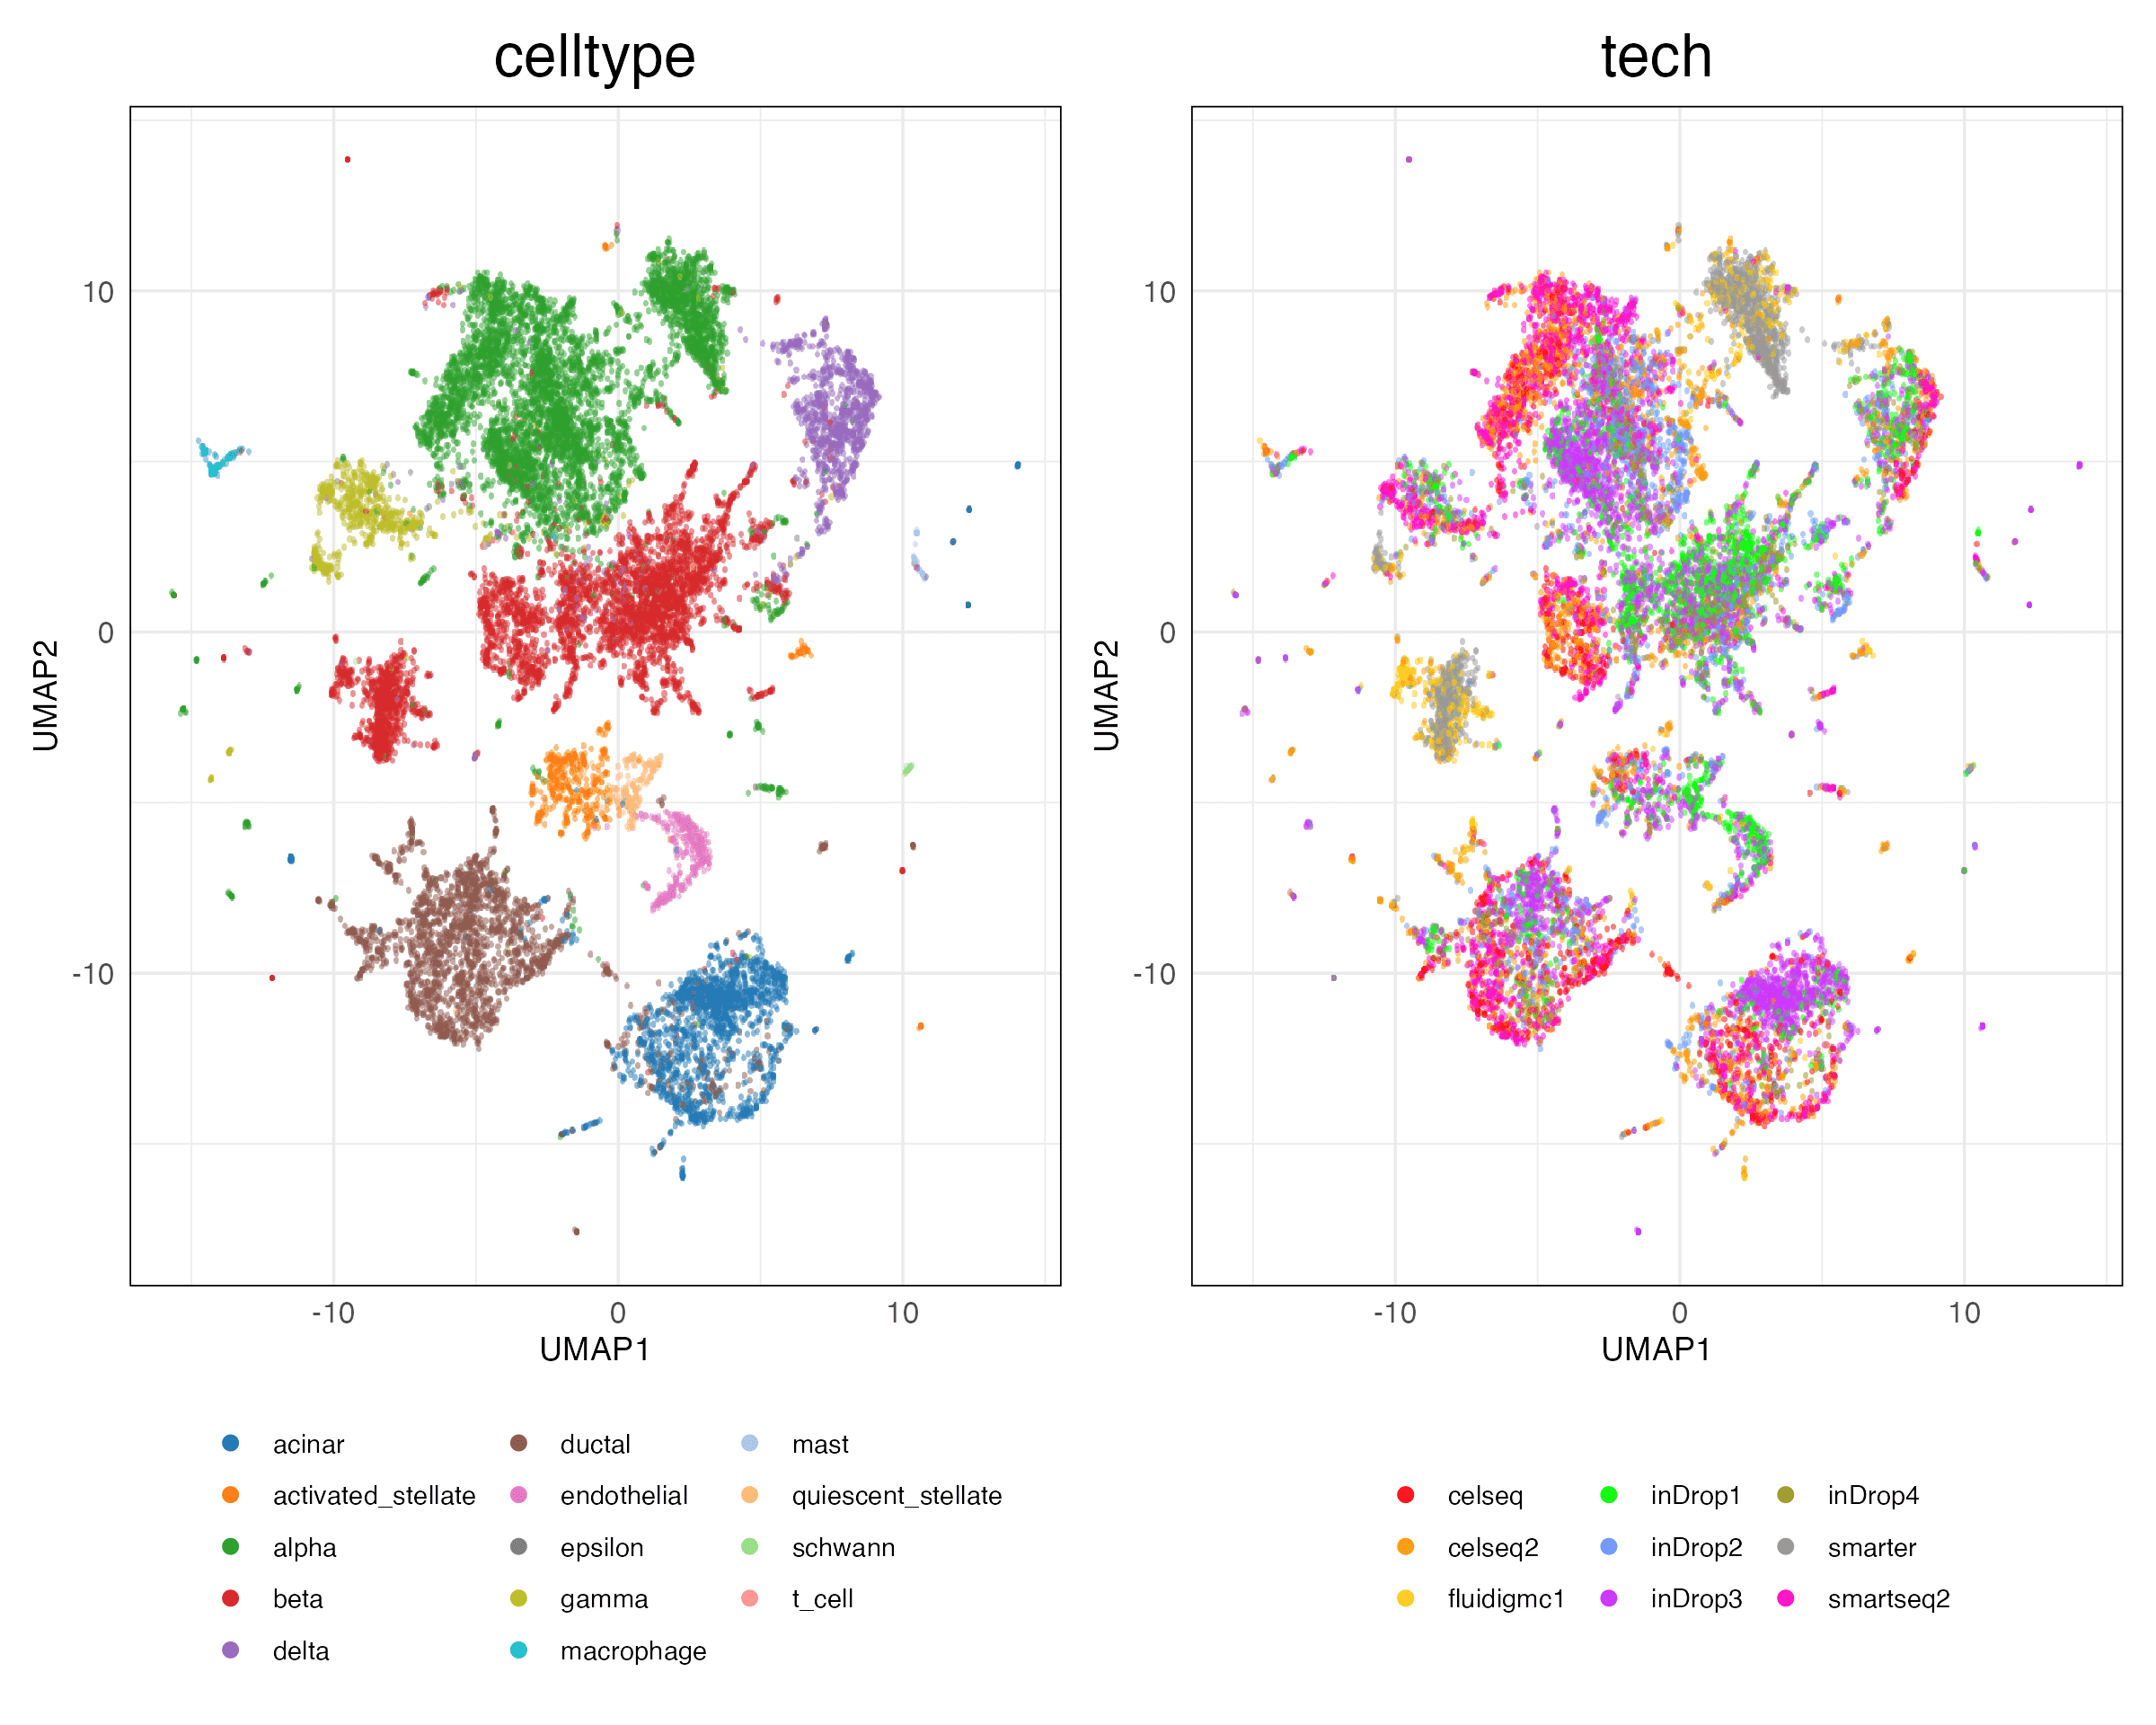 celltype
tech
10
0
-10
UMAP2
-10
0
10
UMAP1
10
0
-10
UMAP2
-10
0
10
UMAP1
acinar
activated_stellate
alpha
beta
delta
ductal
endothelial
epsilon
gamma
macrophage
mast
quiescent_stellate
schwann
t_cell
celseq
celseq2
fluidigmc1
inDrop1
inDrop2
inDrop3
inDrop4
smarter
smartseq2